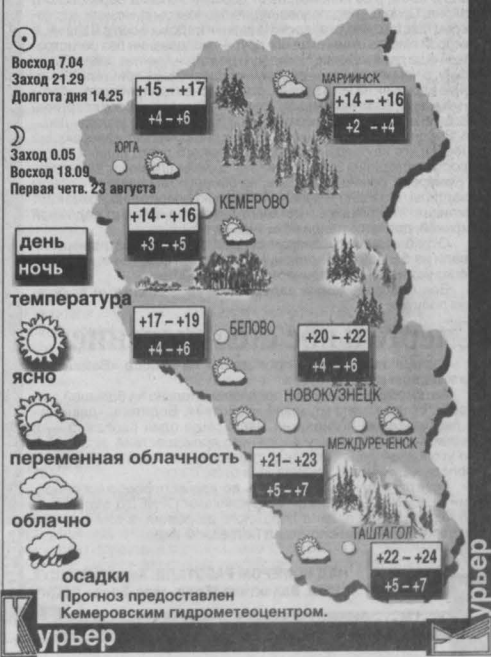 Восход 7.04
Заход 21.29
Долгота дня 14.25
Заход 0.05
Восход 18.09
Первая четв. 23 августа
день
ночь
температура
ясно
переменная облачность
облачно
осадки
+15 – +17
+4 – +6
МАРИИНСК
+14 – +16
+2 – +4
ЮРГА
КЕМЕРОВО
+14 - +16
+3 – +5
+17 – +19
+4 – +6
БЕЛОВО
+20 – +22
+4 – +6
НОВОКУЗНЕЦК
МЕЖДУРЕЧЕНСК
+21– +23
+5 – +7
ТАШТАГОЛ
+22 – +24
+5 – +7
Прогноз предоставлен
Кемеровским гидрометеоцентром.
Курьер
урьер